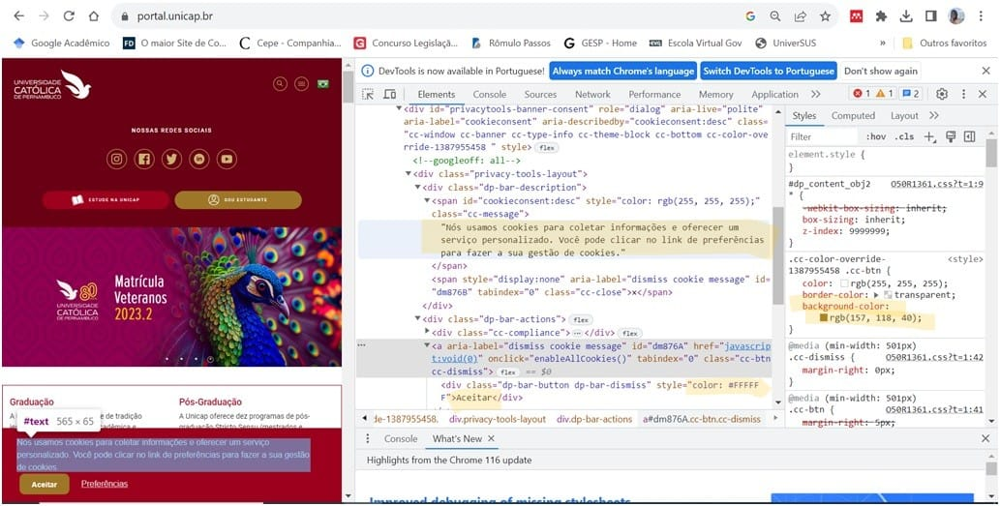 portal.unicap.br
Google Acadêmico
FD O maior Site de Co...
C Cepe - Companhia...
G Concurso Legislaçã...
Rômulo Passos
G GESP - Home
Escola Virtual Gov
UniverSUS
»
Outros favoritos
UNIVERSIDADE
CATÓLICA
DE PERNAMBUCO
NOSSAS REDES SOCIAIS
ESTUDE NA UNICAP
SOU ESTUDANTE
UNIVERSIDADE
CATÓLICA
DE PERNAMBUCO
Matrícula
Veteranos
2023.2
Graduação
Pós-Graduação
de tradição
A Unicap oferece dez programas de pós-
adêmica e
graduação Stricto Sensu (mestrados e
#text 565 × 65
Nós usamos cookies para coletar informações e oferecer um serviço
personalizado. Você pode clicar no link de preferências para fazer a sua gestão
de cookies.
Aceitar
Preferências
DevTools is now available in Portuguese!
Always match Chrome's language
Switch DevTools to Portuguese
Don't show again
Elements
Console
Sources
Network
Performance
Memory
Application
»
1
1
2
<div id="privacytools-banner-consent" role="dialog" aria-live="polite"
aria-label="cookieconsent" aria-describedby="cookieconsent:desc" class=
"cc-window cc-banner cc-type-info cc-theme-block cc-bottom cc-color-ove
rride-1387955458 " style> flex
<!--googleoff: all-->
<div class="privacy-tools-layout">
<div class="dp-bar-description">
<span id="cookieconsent:desc" style="color: rgb(255, 255, 255);"
class="cc-message">
"Nós usamos cookies para coletar informações e oferecer um
serviço personalizado. Você pode clicar no link de preferências
para fazer a sua gestão de cookies."
</span>
<span style="display:none" aria-label="dismiss cookie message" id=
"dm876B" tabindex="0" class="cc-close">x</span>
</div>
<div class="dp-bar-actions"> flex
<div class="cc-compliance"> ... </div> flex
... <a aria-label="dismiss cookie message" id="dm876A" href="javascrip
t:void(0)" onclick="enableAllCookies()" tabindex="0" class="cc-btn
cc-dismiss"> flex == $0
<div class="dp-bar-button dp-bar-dismiss" style="color: #FFFFF
F">Aceitar</div>
de-1387955458.
div.privacy-tools-layout
div.dp-bar-actions
a#dm876A.cc-btn.cc-dismiss
Styles
Computed
Layout
»
Filter
:hov
.cls
element.style {
}
#dp_content_obj2 O50R1361.css?t=1:9
* {
-webkit-box-sizing: inherit;
box-sizing: inherit;
z-index: 9999999;
}
.cc-color-override- <style>
1387955458 .cc-btn {
color: rgb(255, 255, 255);
border-color: transparent;
background-color:
rgb(157, 118, 40);
}
@media (min-width: 501px)
.cc-dismiss { O50R1361.css?t=1:42
margin-right: 0px;
}
@media (min-width: 501px)
.cc-btn { O50R1361.css?t=1:41
margin-right: 5px;
Console
What's New
Highlights from the Chrome 116 update
Improved debugging of missing stylesheets